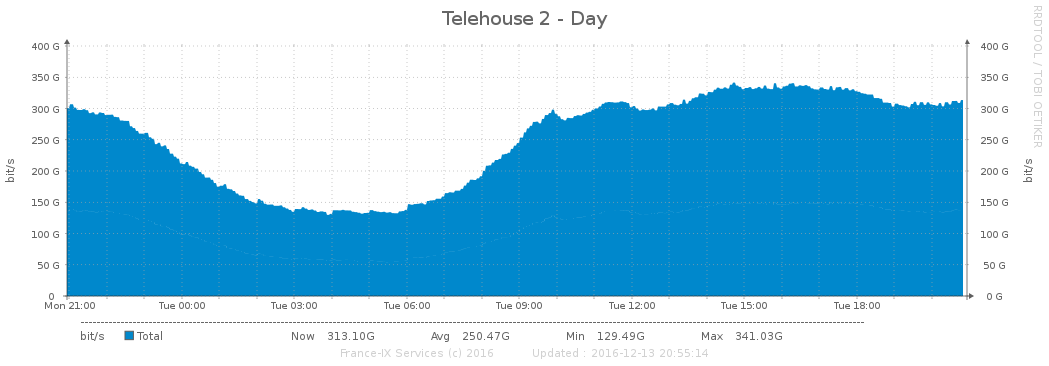 Telehouse 2 - Day
RRDTOOL / TOBI OETIKER
bit/s
400 G 400 G
350 G 350 G
300 G 300 G
250 G 250 G
200 G 200 G
150 G 150 G
100 G 100 G
50 G 50 G
0 0 G
bit/s
Mon 21:00 Tue 00:00 Tue 03:00 Tue 06:00 Tue 09:00 Tue 12:00 Tue 15:00 Tue 18:00
bit/s Total Now 313.10G Avg 250.47G Min 129.49G Max 341.03G
France-IX Services (c) 2016 Updated : 2016-12-13 20:55:14